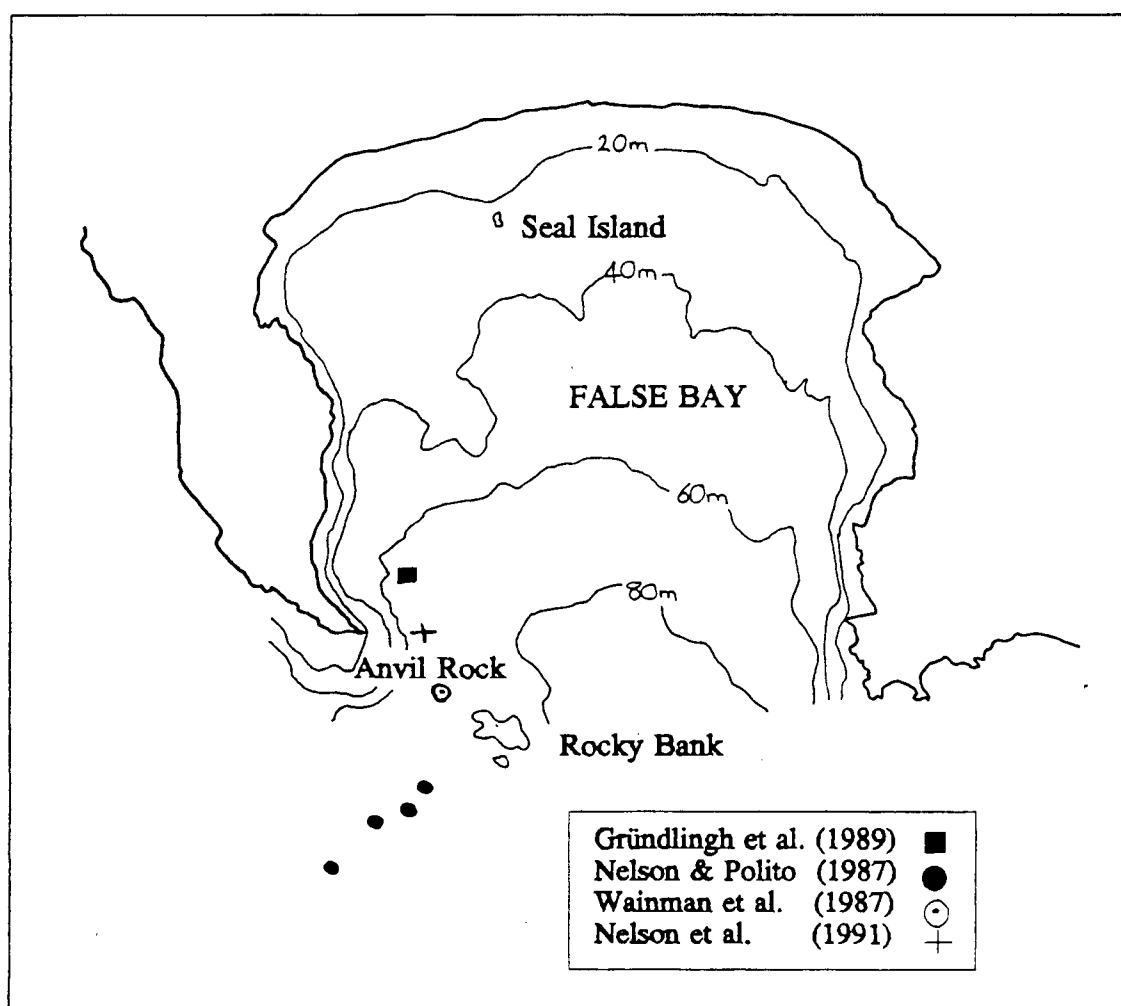 20m
Seal Island
40m
FALSE BAY
60m
80m
Anvil Rock
Rocky Bank
Gründlingh et al. (1989)
Nelson & Polito (1987)
Wainman et al. (1987)
Nelson et al. (1991)